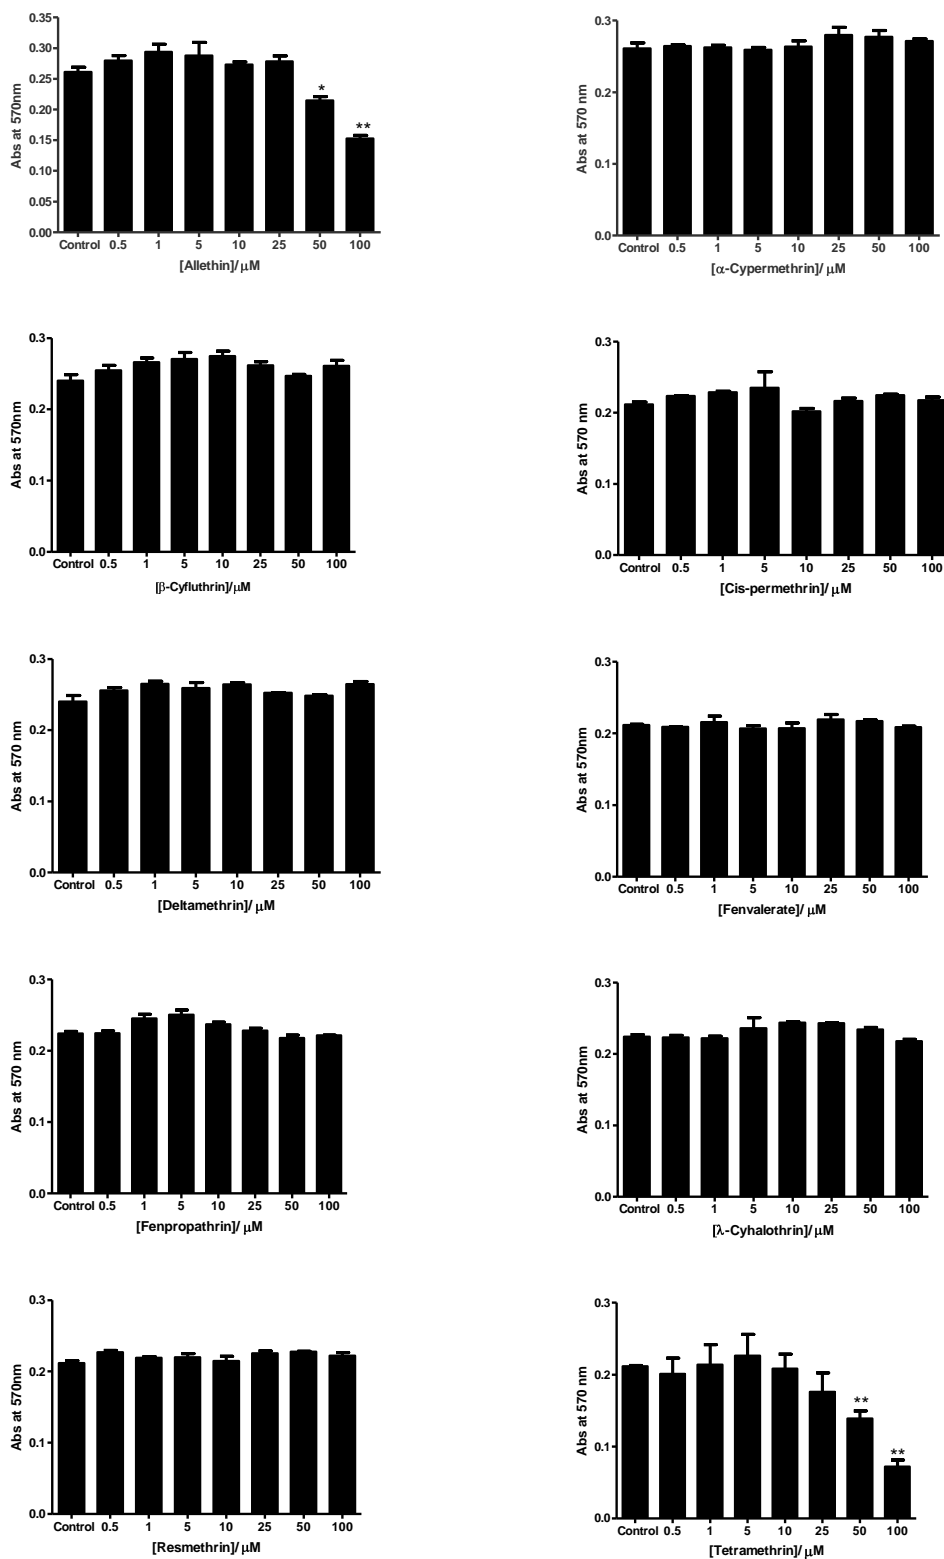 0.35
0.30
0.25
0.20
0.15
0.10
0.05
0.00
Abs at 570nm
*
**
Control 0.5 1 5 10 25 50 100
[Allethin]/ μM
0.3
0.2
0.1
0.0
Abs at 570 nm
Control 0.5 1 5 10 25 50 100
[α-Cypermethrin]/ μM
0.3
0.2
0.1
0.0
Abs at 570nm
Control 0.5 1 5 10 25 50 100
[β-Cyfluthrin]/μM
0.3
0.2
0.1
0.0
Abs at 570 nm
Control 0.5 1 5 10 25 50 100
[Cis-permethrin]/ μM
0.3
0.2
0.1
0.0
Abs at 570 nm
Control 0.5 1 5 10 25 50 100
[Deltamethrin]/ μM
0.3
0.2
0.1
0.0
Abs at 570nm
Control 0.5 1 5 10 25 50 100
[Fenvalerate]/ μM
0.3
0.2
0.1
0.0
Abs at 570 nm
Control 0.5 1 5 10 25 50 100
[Fenpropathrin]/ μM
0.3
0.2
0.1
0.0
Abs at 570nm
Control 0.5 1 5 10 25 50 100
[λ-Cyhalothrin]/ μM
0.3
0.2
0.1
0.0
Abs at 570nm
Control 0.5 1 5 10 25 50 100
[Resmethrin]/ μM
0.3
0.2
0.1
0.0
Abs at 570 nm
**
**
Control 0.5 1 5 10 25 50 100
[Tetramethrin]/ μM